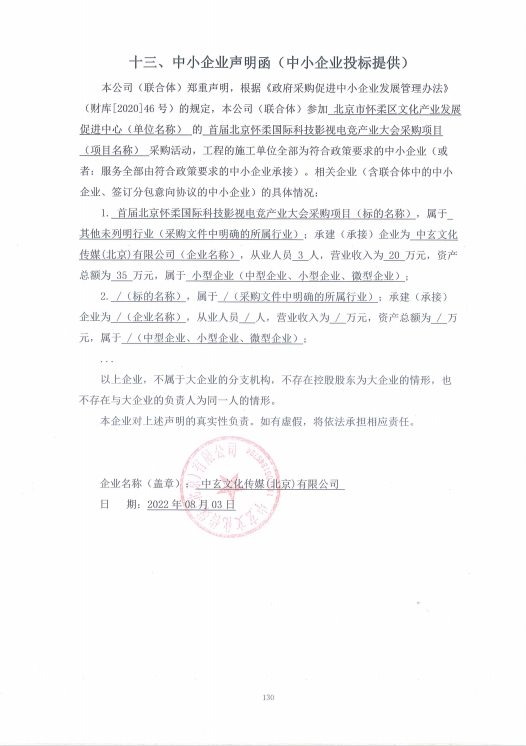 十三、中小企业声明函（中小企业投标提供）
本公司（联合体）郑重声明，根据《政府采购促进中小企业发展管理办法》
（财库[2020]46 号）的规定，本公司（联合体）参加 北京市怀柔区文化产业发展
促进中心（单位名称） 的 首届北京怀柔国际科技影视电竞产业大会采购项目
（项目名称） 采购活动，工程的施工单位全部为符合政策要求的中小企业（或
者：服务全部由符合政策要求的中小企业承接）。相关企业（含联合体中的中小
企业、签订分包意向协议的中小企业）的具体情况：
1. 首届北京怀柔国际科技影视电竞产业大会采购项目（标的名称），属于
其他未列明行业（采购文件中明确的所属行业）；承建（承接）企业为 中玄文化
传媒(北京)有限公司（企业名称），从业人员 3 人，营业收入为 20 万元，资产
总额为 35 万元，属于 小型企业（中型企业、小型企业、微型企业）；
2. /（标的名称），属于 /（采购文件中明确的所属行业）；承建（承接）
企业为 /（企业名称），从业人员 / 人，营业收入为 / 万元，资产总额为 / 万
元，属于 /（中型企业、小型企业、微型企业）；
...
以上企业，不属于大企业的分支机构，不存在控股股东为大企业的情形，也
不存在与大企业的负责人为同一人的情形。
本企业对上述声明的真实性负责。如有虚假，将依法承担相应责任。
企业名称（盖章）：中玄文化传媒(北京)有限公司
日 期：2022 年 08 月 03 日
130